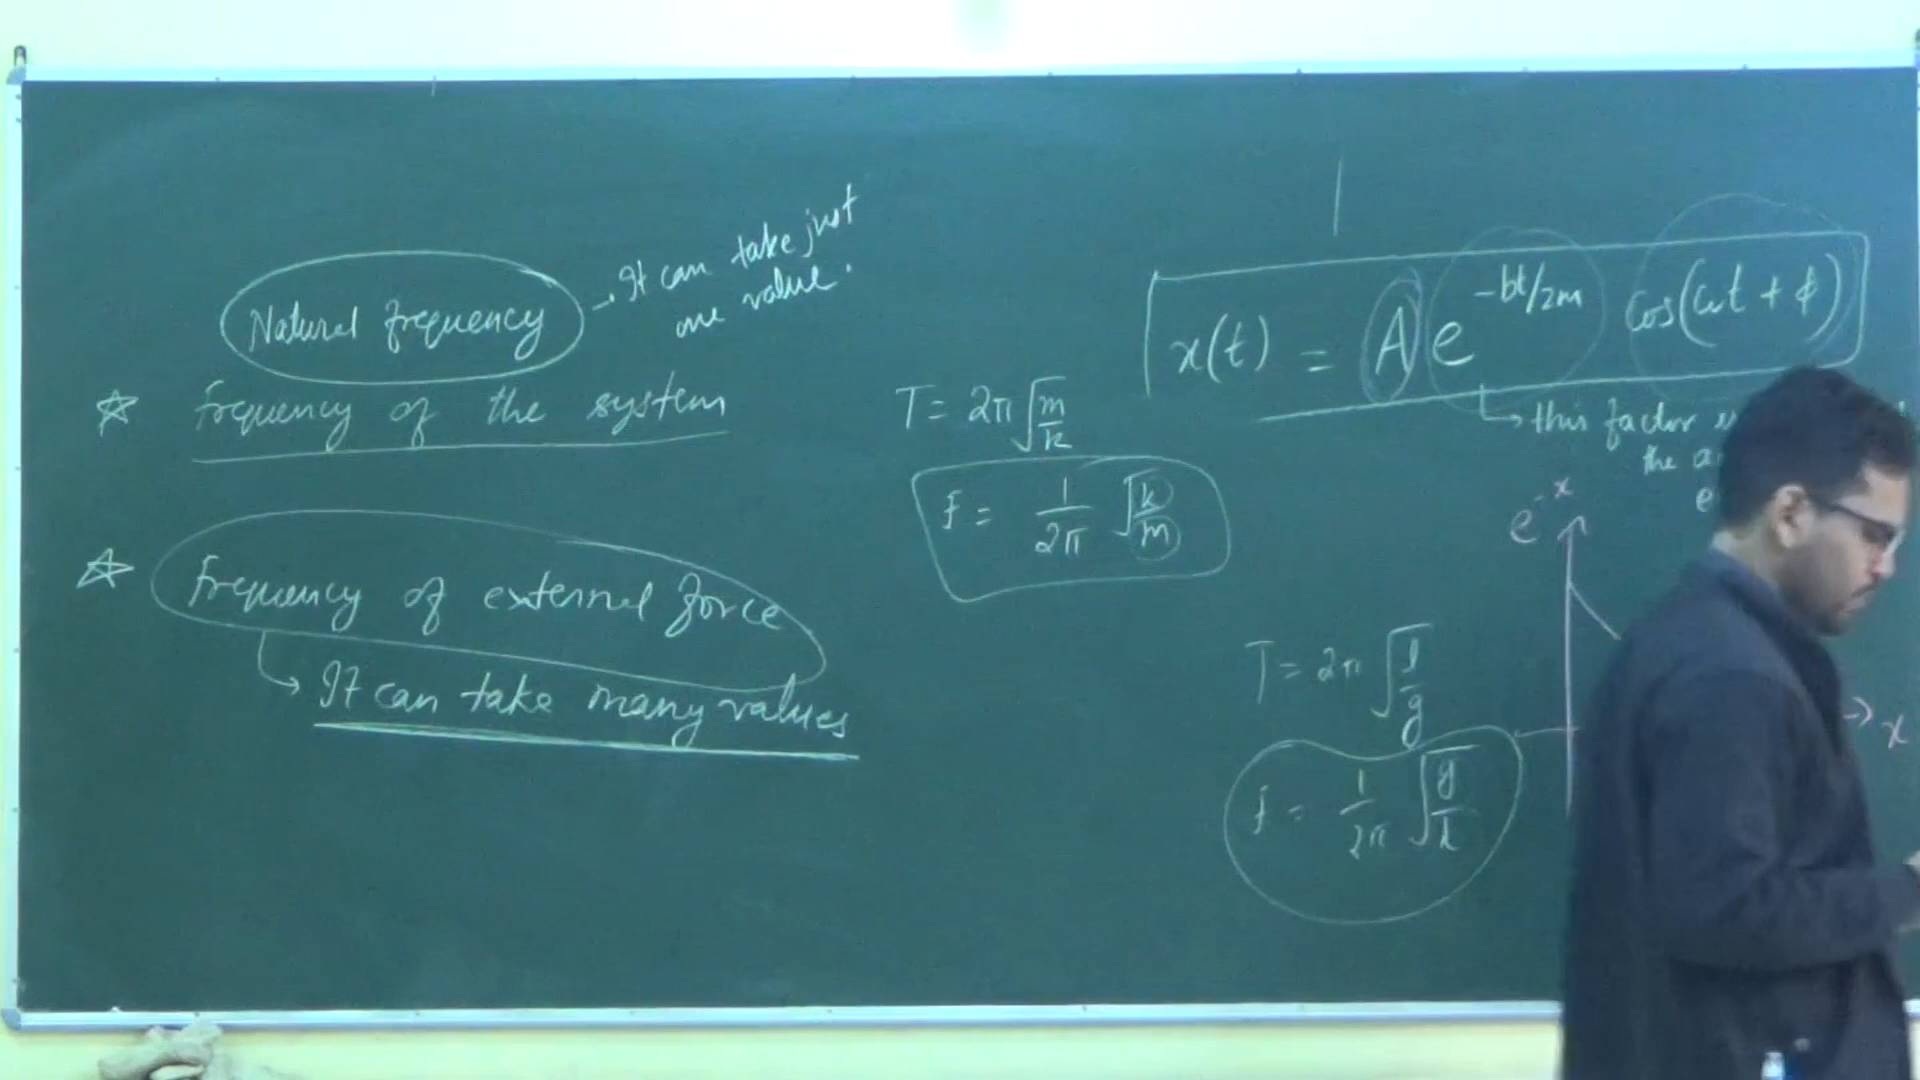 Natural frequency → It can take just
one value.
☆ frequency of the system
☆ frequency of external force
↳ It can take many values
T = 2π√(m/k)
f = 1/2π √(k/m)
x(t) = A e^(-bt/2m) cos(ωt + φ)
↳ this factor
the
e^-x
→ x
T = 2π √(l/g)
f = 1/2π √(g/l)